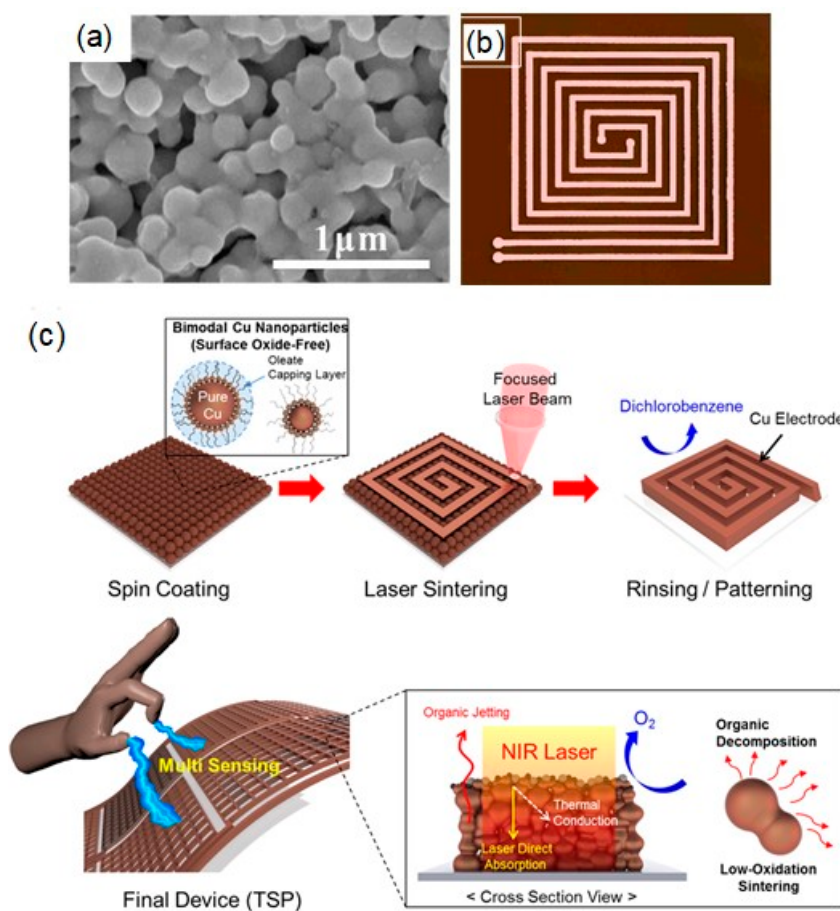 (a)
1μm
(b)
(c)
Bimodal Cu Nanoparticles
(Surface Oxide-Free)
Oleate
Capping Layer
Pure
Cu
Focused
Laser Beam
Dichlorobenzene
Cu Electrode
Spin Coating
Laser Sintering
Rinsing / Patterning
Multi Sensing
Final Device (TSP)
Organic Jetting
NIR Laser
O2
Thermal
Conduction
Laser Direct
Absorption
< Cross Section View >
Organic
Decomposition
Low-Oxidation
Sintering